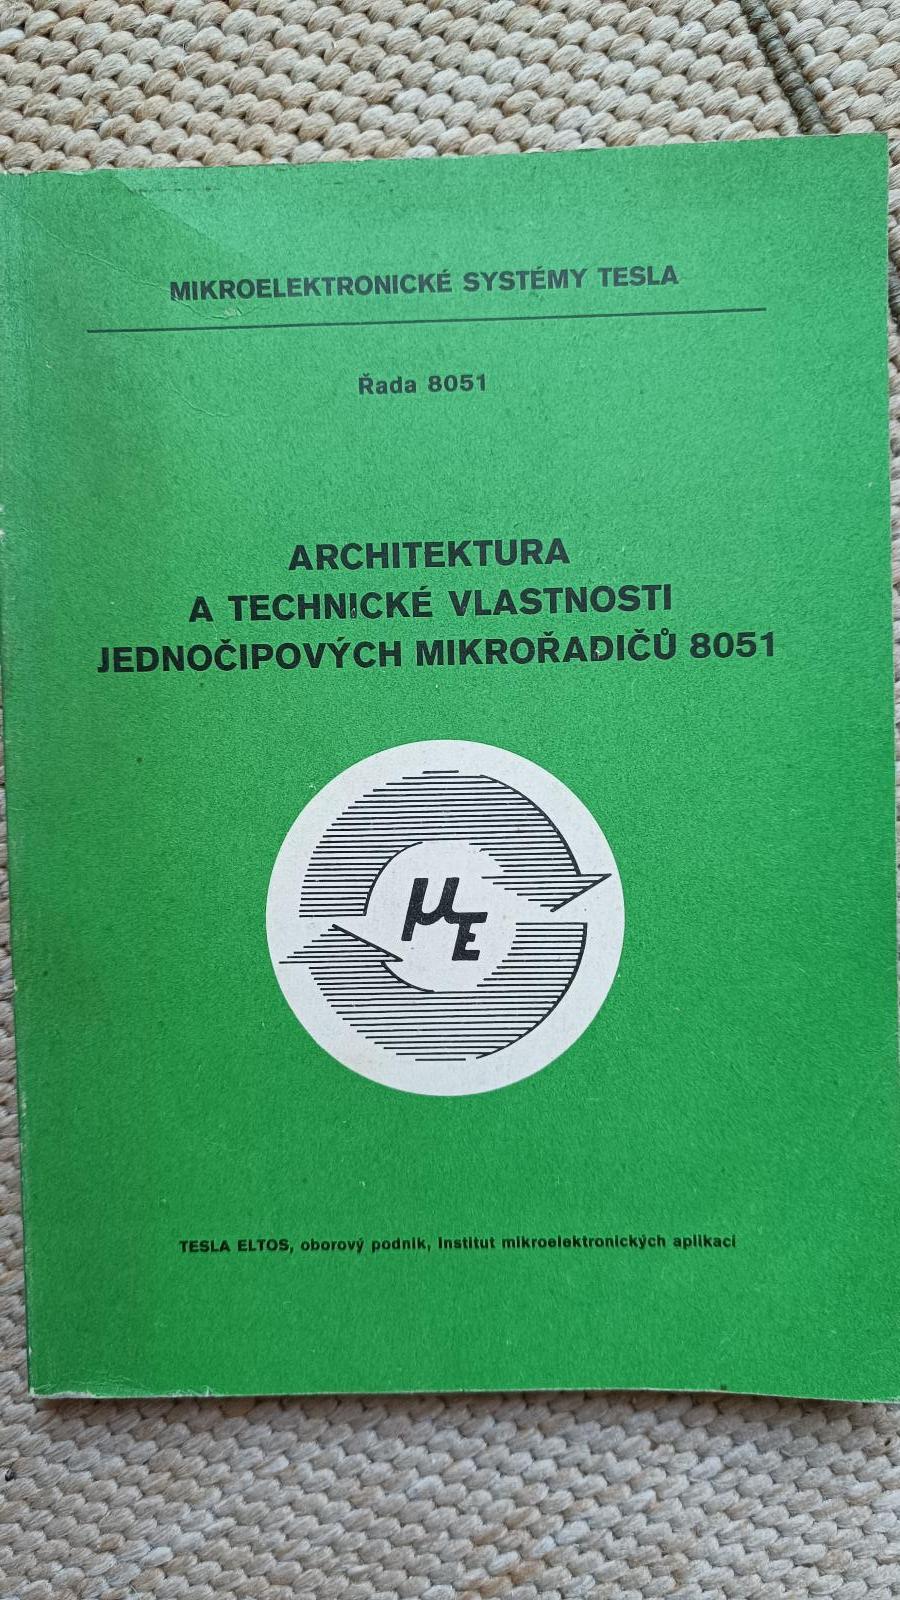 MIKROELEKTRONICKÉ SYSTÉMY TESLA
Řada 8051
ARCHITEKTURA
A TECHNICKÉ VLASTNOSTI
JEDNOČIPOVÝCH MIKROŘADIČŮ 8051
μE
TESLA ELTOS, oborový podnik, Institut mikroelektronických aplikací